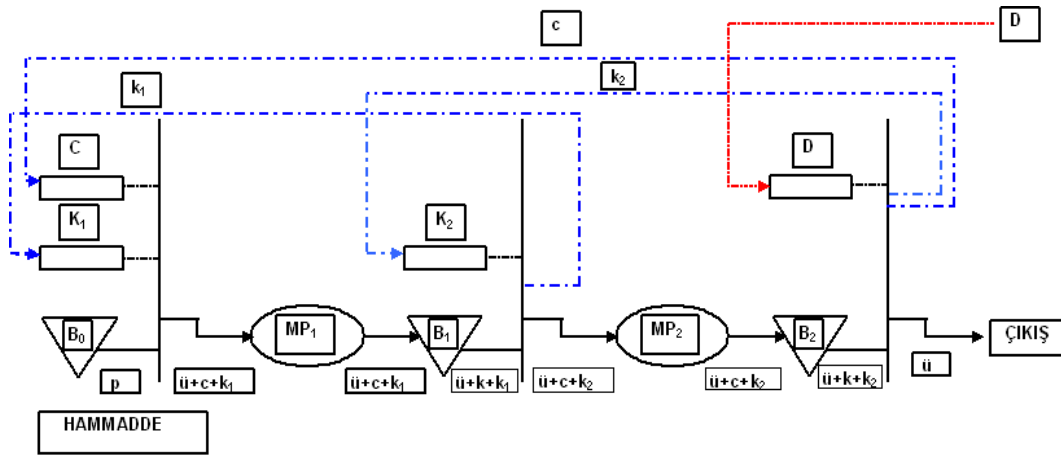 c
D
k₁
k₂
C
D
K₁
K₂
B₀
MP₁
B₁
MP₂
B₂
ÇIKIŞ
p
ü+c+k₁
ü+c+k₁
ü+k+k₁
ü+c+k₂
ü+c+k₂
ü+k+k₂
ü
HAMMADDE